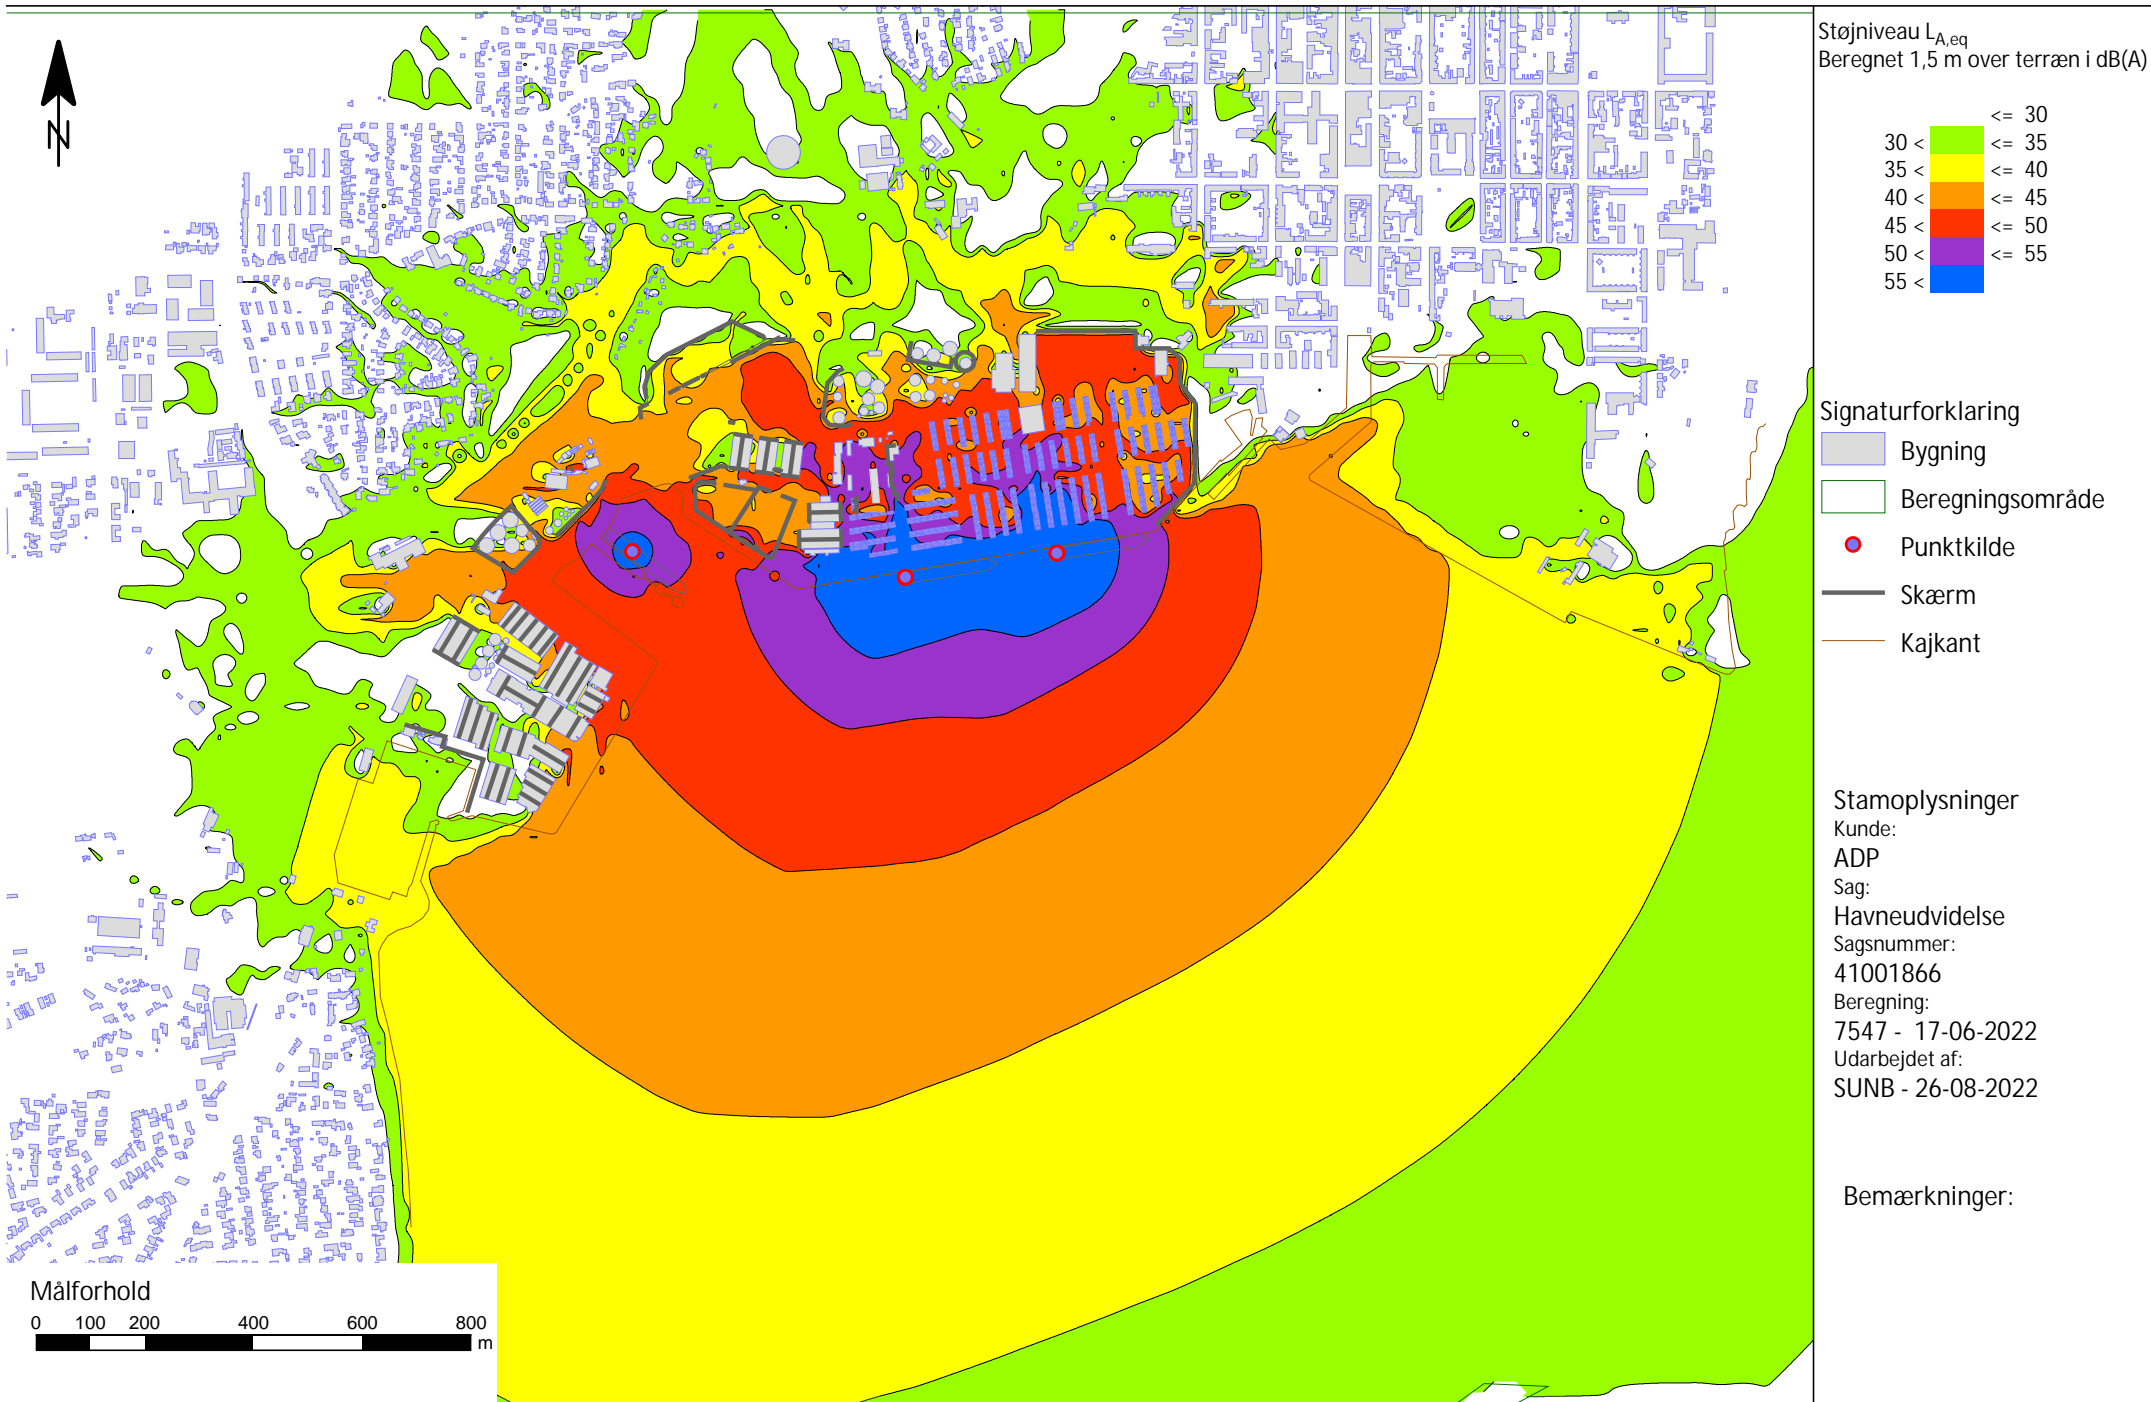 N
Støjniveau LA,eq
Beregnet 1,5 m over terræn i dB(A)
<= 30
30 < <= 35
35 < <= 40
40 < <= 45
45 < <= 50
50 < <= 55
55 <
Signaturforklaring
Bygning
Beregningsområde
Punktkilde
Skærm
Kajkant
Stamoplysninger
Kunde:
ADP
Sag:
Havneudvidelse
Sagsnummer:
41001866
Beregning:
7547 - 17-06-2022
Udarbejdet af:
SUNB - 26-08-2022
Bemærkninger:
Målforhold
0 100 200 400 600 800
m